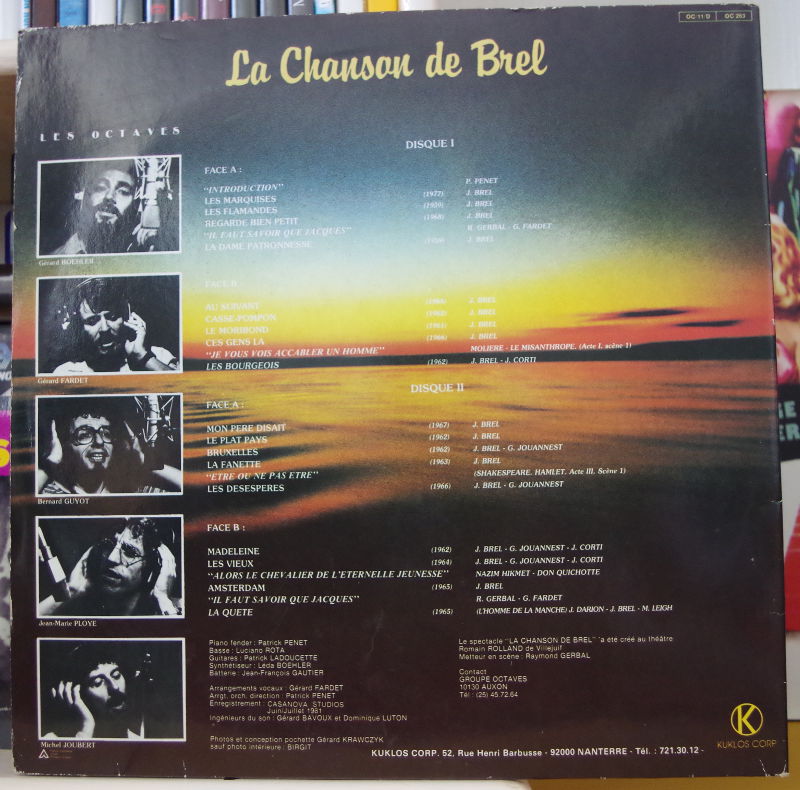 OC 11/D OC 263
La Chanson de Brel
LES OCTAVES
DISQUE I
FACE A :
"INTRODUCTION" P. PENET
LES MARQUISES (1977) J. BREL
LES FLAMANDES (1959) J. BREL
REGARDE BIEN PETIT (1968) J. BREL
"IL FAUT SAVOIR QUE JACQUES" R. GERBAL - G. FARDET
LA DAME PATRONNESSE J. BREL
Gérard BOEHLER
FACE B
AU SUIVANT (1964) J. BREL
CASSE-POMPON (1962) J. BREL
LE MORIBOND (1961) J. BREL
CES GENS LA (1966) J. BREL
"JE VOUS VOIS ACCABLER UN HOMME" MOLIERE - LE MISANTHROPE. (Acte I, scène 1)
LES BOURGEOIS (1962) J. BREL - J. CORTI
Gérard FARDET
DISQUE II
FACE A :
MON PERE DISAIT (1967) J. BREL
LE PLAT PAYS (1962) J. BREL
BRUXELLES (1962) J. BREL - G. JOUANNEST
LA FANETTE (1963) J. BREL
"ETRE OU NE PAS ETRE" (SHAKESPEARE. HAMLET. Acte III. Scène 1)
LES DESESPERES (1966) J. BREL - G. JOUANNEST
Bernard GUYOT
FACE B :
MADELEINE (1962) J. BREL - G. JOUANNEST - J. CORTI
LES VIEUX (1964) J. BREL - G. JOUANNEST - J. CORTI
"ALORS LE CHEVALIER DE L'ETERNELLE JEUNESSE" NAZIM HIKMET - DON QUICHOTTE
AMSTERDAM (1965) J. BREL
"IL FAUT SAVOIR QUE JACQUES" R. GERBAL - G. FARDET
LA QUETE (1965) (L'HOMME DE LA MANCHE) J. DARION - J. BREL - M. LEIGH
Jean-Marie PLOYE
Piano fender : Patrick PENET
Basse : Luciano ROTA
Guitares : Patrick LADOUCETTE
Synthétiseur : Léda BOEHLER
Batterie : Jean-François GAUTIER
Arrangements vocaux : Gérard FARDET
Arrgt. orch. direction : Patrick PENET
Enregistrement : CASANOVA STUDIOS
Juin/Juillet 1981
Ingénieurs du son : Gérard BAVOUX et Dominique LUTON
Photos et conception pochette Gérard KRAWCZYK
sauf photo intérieure : BIRGIT
Le spectacle "LA CHANSON DE BREL" a été créé au théâtre
Romain ROLLAND de Villejuif
Metteur en scène : Raymond GERBAL
Contact
GROUPE OCTAVES
10130 AUXON
Tél : (25) 45.72.64
Michel JOUBERT
K
KUKLOS CORP
KUKLOS CORP. 52, Rue Henri Barbusse - 92000 NANTERRE - Tél. : 721.30.12 -